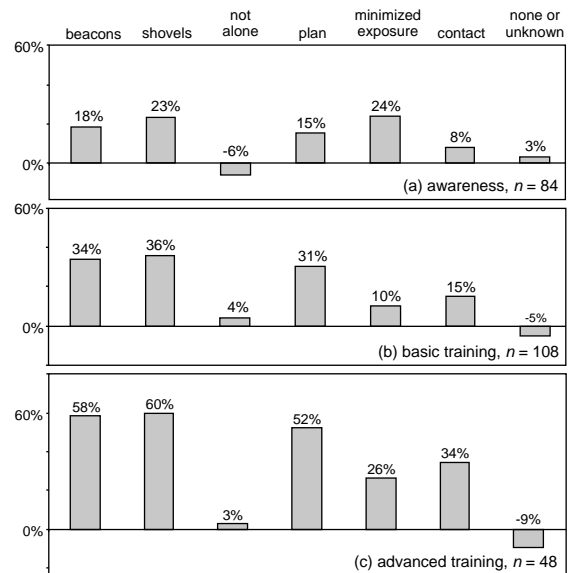 beacons shovels not alone plan minimized exposure contact none or unknown
60%
18% 23% -6% 15% 24% 8% 3%
0%
(a) awareness, n = 84
60%
34% 36% 4% 31% 10% 15% -5%
0%
(b) basic training, n = 108
60%
58% 60% 3% 52% 26% 34% -9%
0%
(c) advanced training, n = 48